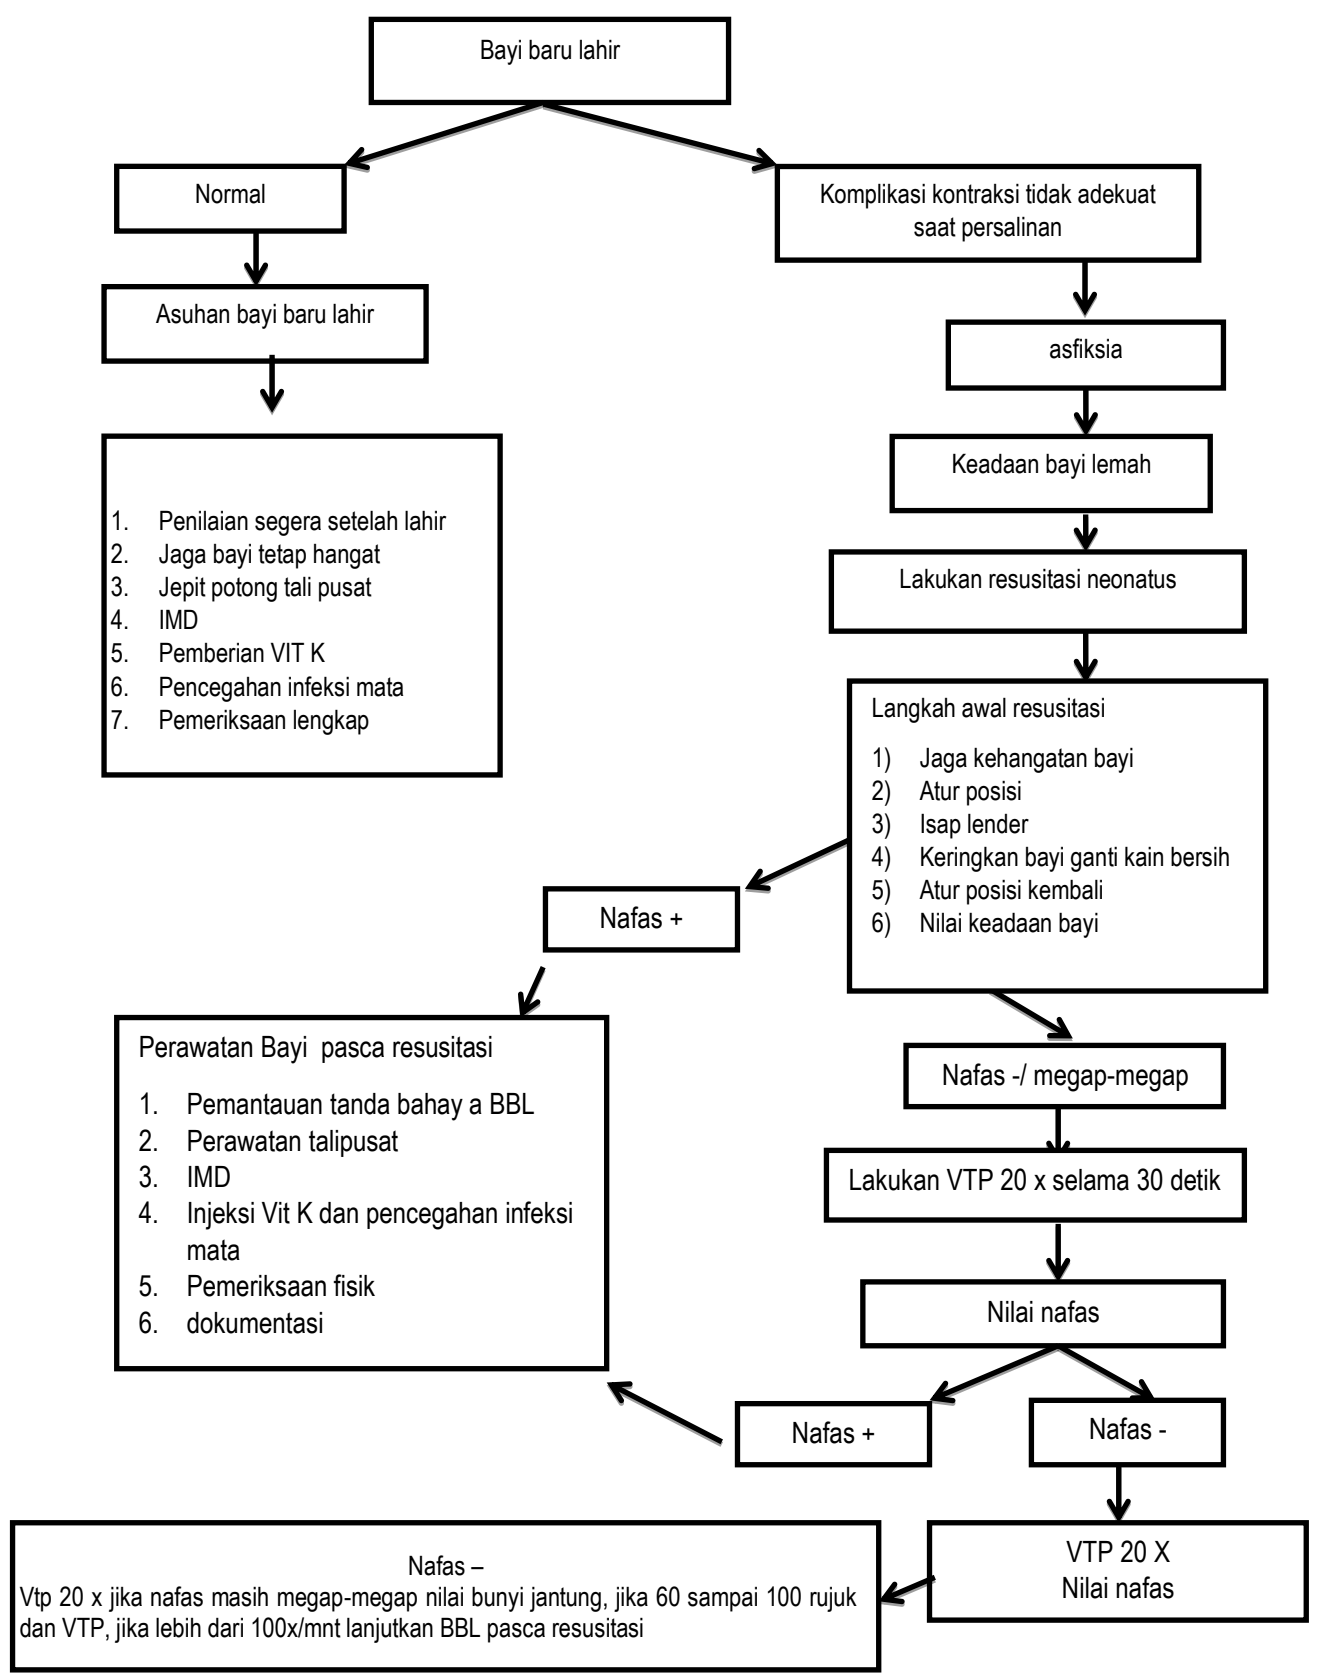 Bayi baru lahir
Normal
Komplikasi kontraksi tidak adekuat
saat persalinan
Asuhan bayi baru lahir
asfiksia
Keadaan bayi lemah
1. Penilaian segera setelah lahir
2. Jaga bayi tetap hangat
3. Jepit potong tali pusat
4. IMD
5. Pemberian VIT K
6. Pencegahan infeksi mata
7. Pemeriksaan lengkap
Lakukan resusitasi neonatus
Langkah awal resusitasi
1) Jaga kehangatan bayi
2) Atur posisi
3) Isap lender
4) Keringkan bayi ganti kain bersih
5) Atur posisi kembali
6) Nilai keadaan bayi
Nafas +
Perawatan Bayi pasca resusitasi
1. Pemantauan tanda bahay a BBL
2. Perawatan talipusat
3. IMD
4. Injeksi Vit K dan pencegahan infeksi
mata
5. Pemeriksaan fisik
6. dokumentasi
Nafas -/ megap-megap
Lakukan VTP 20 x selama 30 detik
Nilai nafas
Nafas +
Nafas -
VTP 20 X
Nilai nafas
Nafas –
Vtp 20 x jika nafas masih megap-megap nilai bunyi jantung, jika 60 sampai 100 rujuk
dan VTP, jika lebih dari 100x/mnt lanjutkan BBL pasca resusitasi